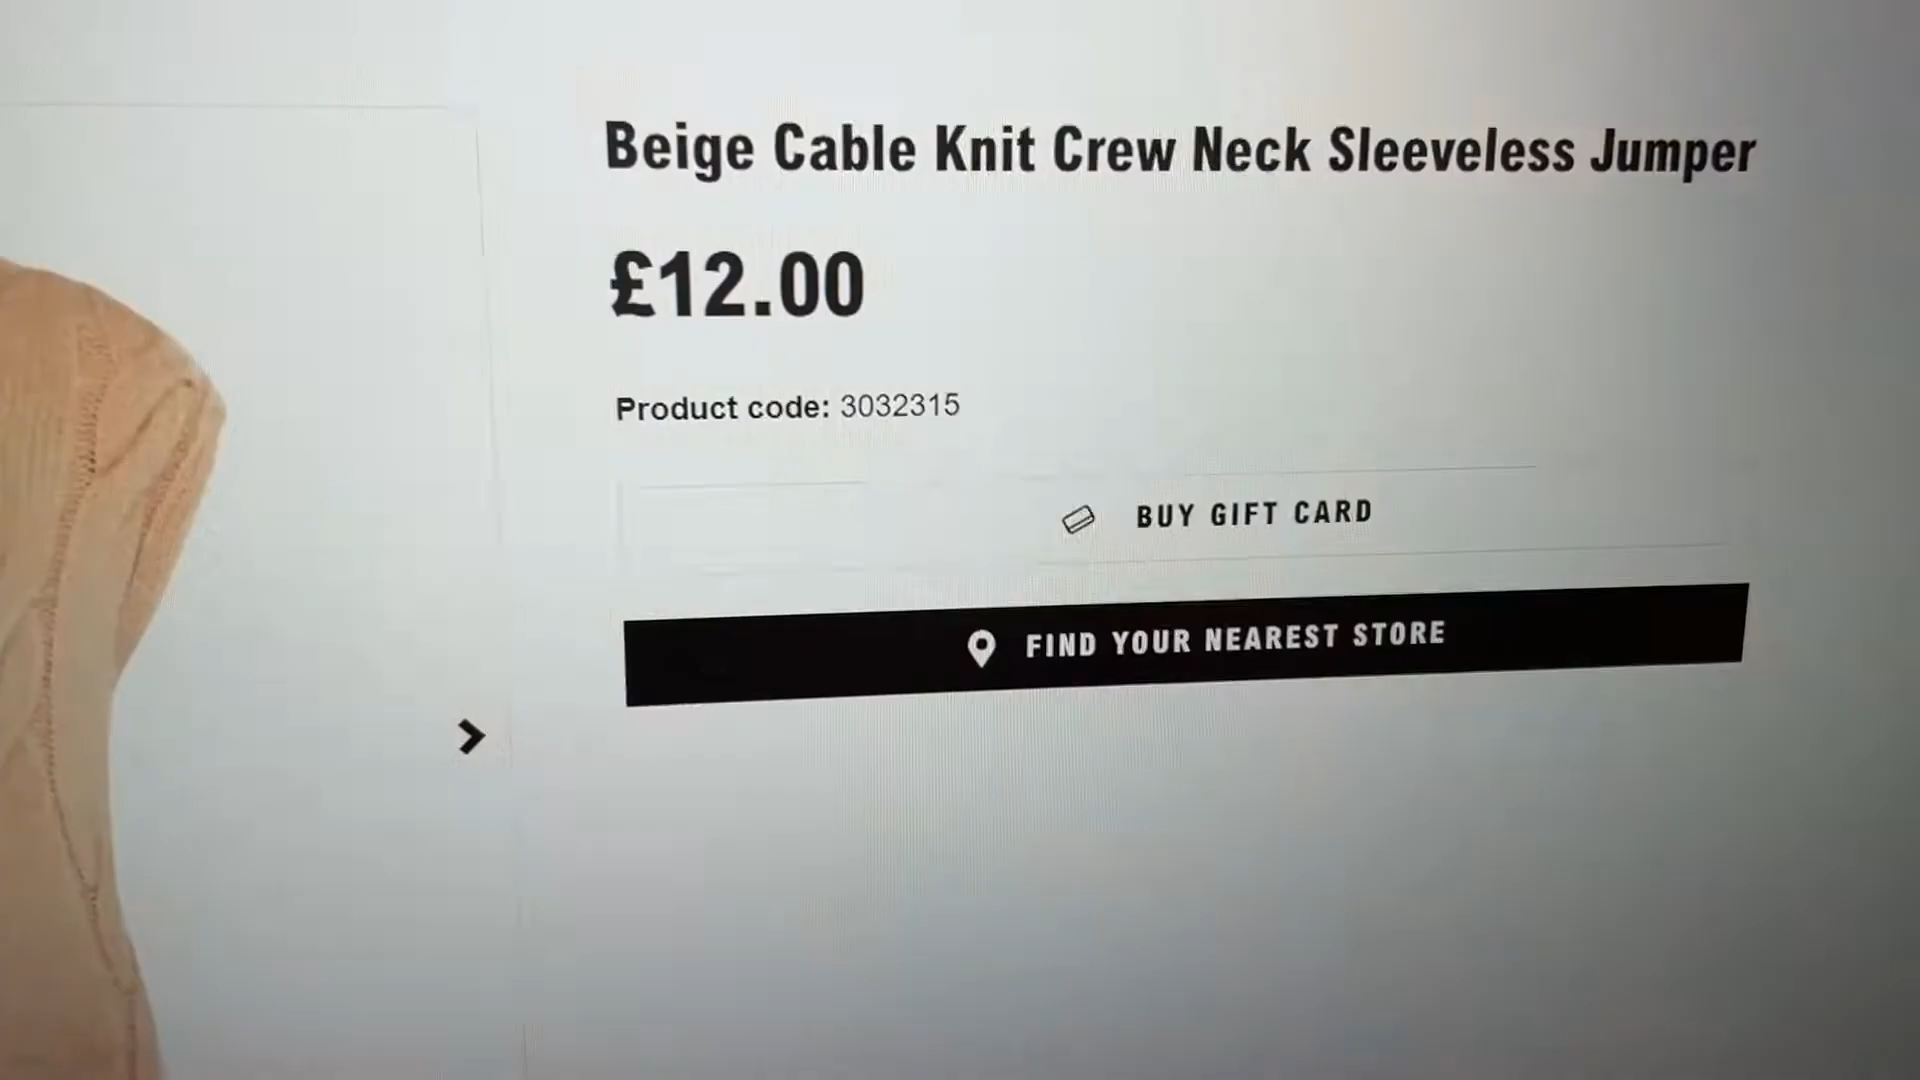 Beige Cable Knit Crew Neck Sleeveless Jumper
£12.00
Product code: 3032315
BUY GIFT CARD
FIND YOUR NEAREST STORE